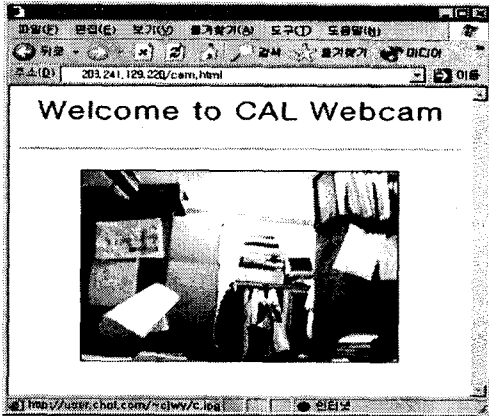 파일(F) 편집(E) 보기(V) 즐겨찾기(A) 도구(T) 도움말(H)
뒤로 검색 즐겨찾기 미디어
주소(D) 203,241,129,220/cam,html 이동
Welcome to CAL Webcam
인터넷